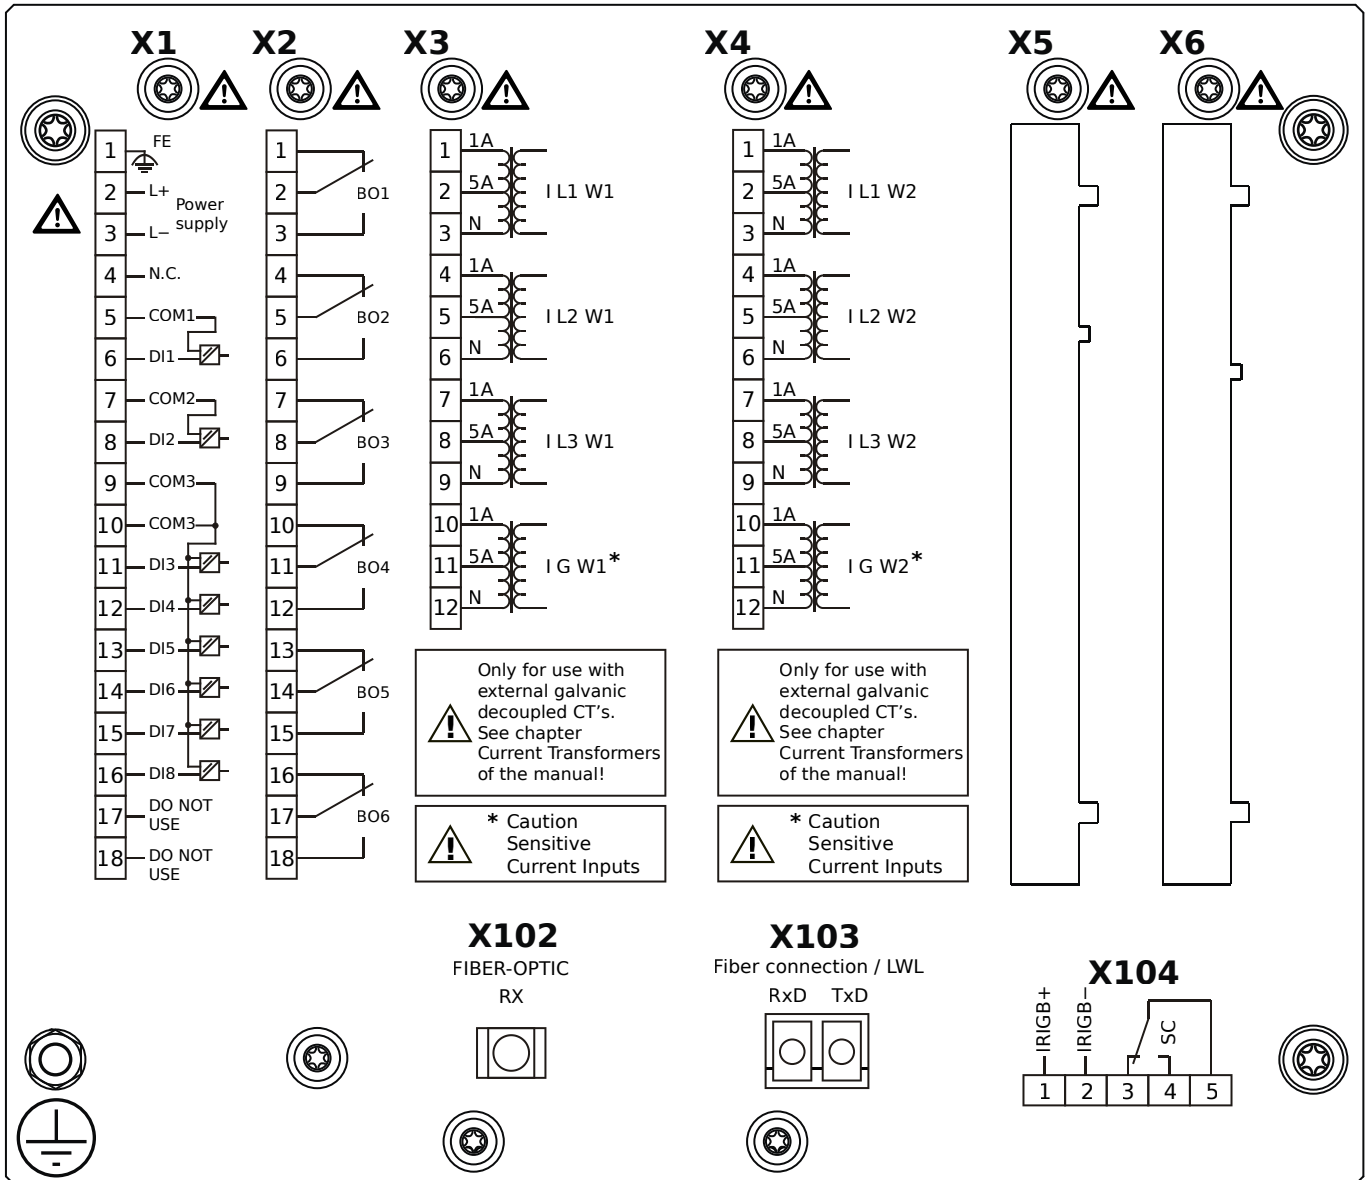 X1 X2 X3 X4 X5 X6
1 FE
2 L+
Power
supply
3 L−
4 N.C.
5 COM1
6 DI1
7 COM2
8 DI2
9 COM3
10 COM3
11 DI3
12 DI4
13 DI5
14 DI6
15 DI7
16 DI8
17 DO NOT
USE
18 DO NOT
USE
1
2 BO1
3
4
5 BO2
6
7
8 BO3
9
10
11 BO4
12
13
14 BO5
15
16
17 BO6
18
1 1A
2 5A I L1 W1
3 N
4 1A
5 5A I L2 W1
6 N
7 1A
8 5A I L3 W1
9 N
10 1A
11 5A I G W1*
12 N
Only for use with
external galvanic
decoupled CT's.
See chapter
Current Transformers
of the manual!
* Caution
Sensitive
Current Inputs
1 1A
2 5A I L1 W2
3 N
4 1A
5 5A I L2 W2
6 N
7 1A
8 5A I L3 W2
9 N
10 1A
11 5A I G W2*
12 N
Only for use with
external galvanic
decoupled CT's.
See chapter
Current Transformers
of the manual!
* Caution
Sensitive
Current Inputs
X102
FIBER-OPTIC
RX
X103
Fiber connection / LWL
RxD TxD
X104
IRIGB+ IRIGB− SC
1 2 3 4 5